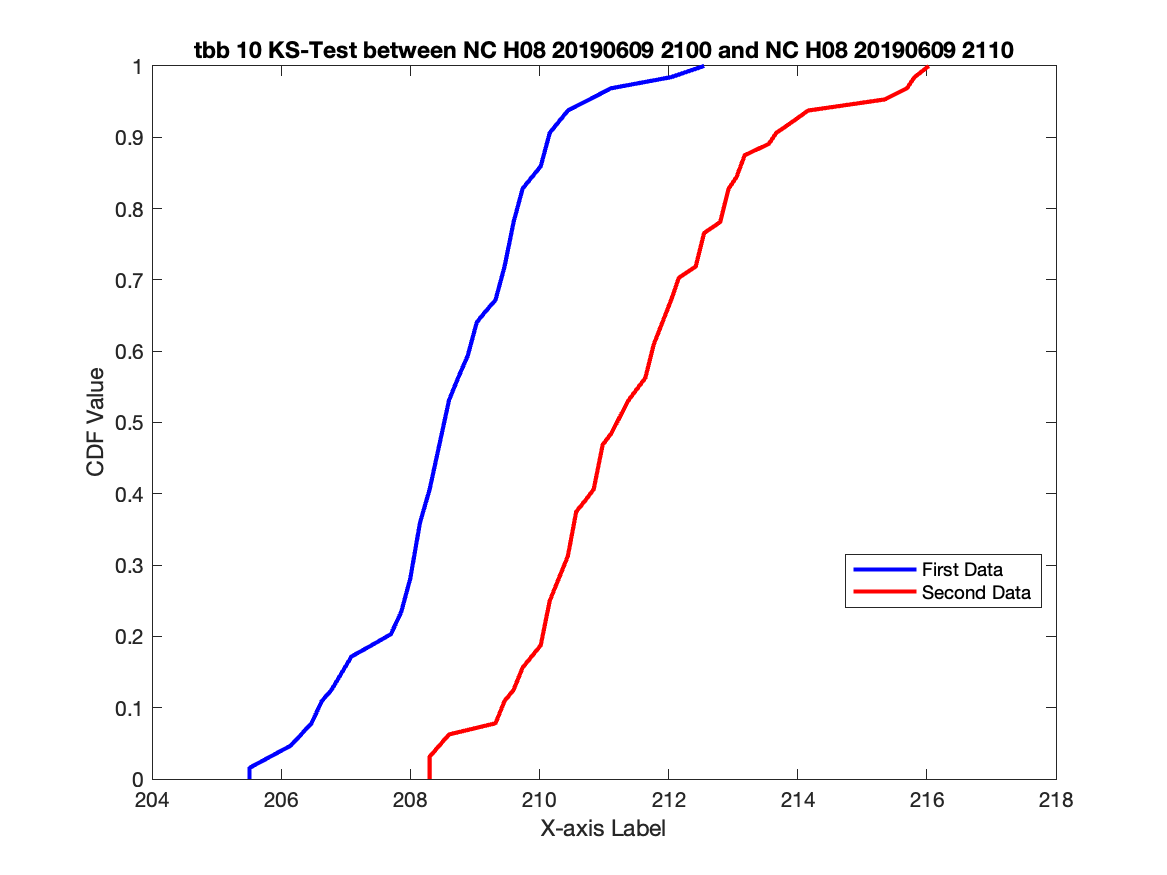 tbb 10 KS-Test between NC H08 20190609 2100 and NC H08 20190609 2110
1
0.9
0.8
0.7
0.6
0.5
0.4
0.3
0.2
0.1
0
CDF Value
First Data
Second Data
204 206 208 210 212 214 216 218
X-axis Label